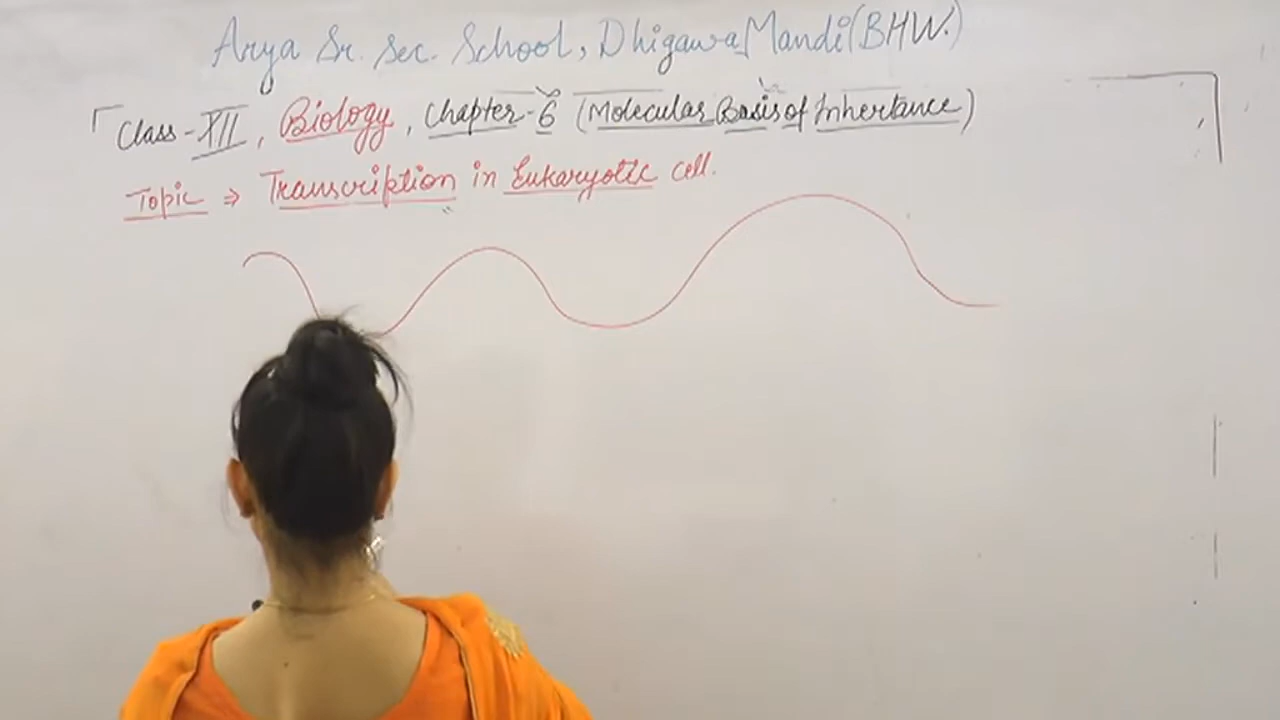 Arya Sr. Sec. School, Dhigawa Mandi (BHW.)
Class-XII, Biology, Chapter-6 (Molecular Basis of Inhertance)
Topic ⇒ Transcription in Eukaryotic cell.